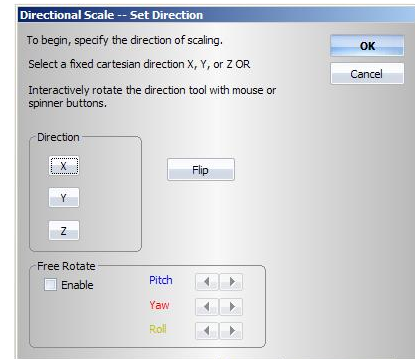 Directional Scale -- Set Direction
To begin, specify the direction of scaling.
OK
Select a fixed cartesian direction X, Y, or Z OR
Cancel
Interactively rotate the direction tool with mouse or
spinner buttons.
Direction
X
Flip
Y
Z
Free Rotate
Enable
Pitch
Yaw
Roll